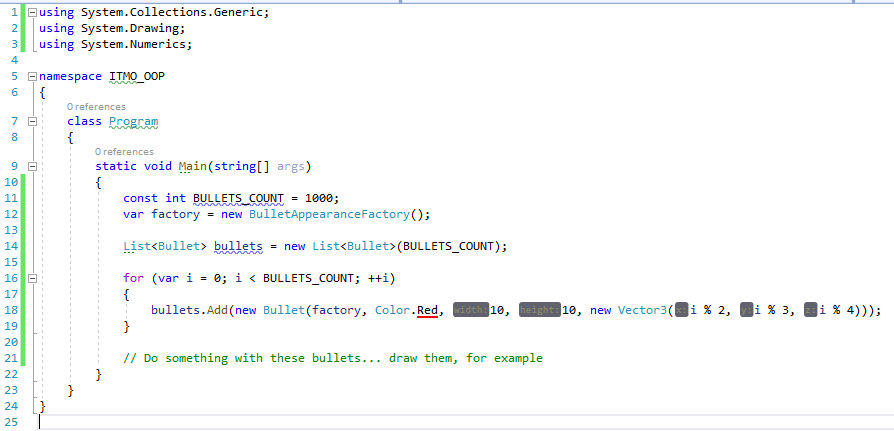 1 using System.Collections.Generic;
2 using System.Drawing;
3 using System.Numerics;
4
5 namespace ITMO_OOP
6 {
0 references
7 class Program
8 {
0 references
9 static void Main(string[] args)
10 {
11 const int BULLETS_COUNT = 1000;
12 var factory = new BulletAppearanceFactory();
13
14 List<Bullet> bullets = new List<Bullet>(BULLETS_COUNT);
15
16 for (var i = 0; i < BULLETS_COUNT; ++i)
17 {
18 bullets.Add(new Bullet(factory, Color.Red, width: 10, height: 10, new Vector3(x: i % 2, y: i % 3, z: i % 4)));
19 }
20
21 // Do something with these bullets... draw them, for example
22 }
23 }
24 }
25